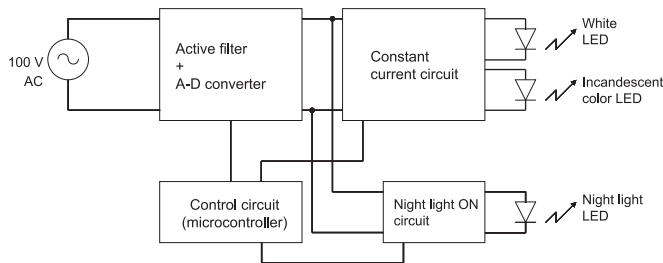 100 V
AC
Active filter
+
A-D converter
Constant
current circuit
White
LED
Incandescent
color LED
Control circuit
(microcontroller)
Night light ON
circuit
Night light
LED